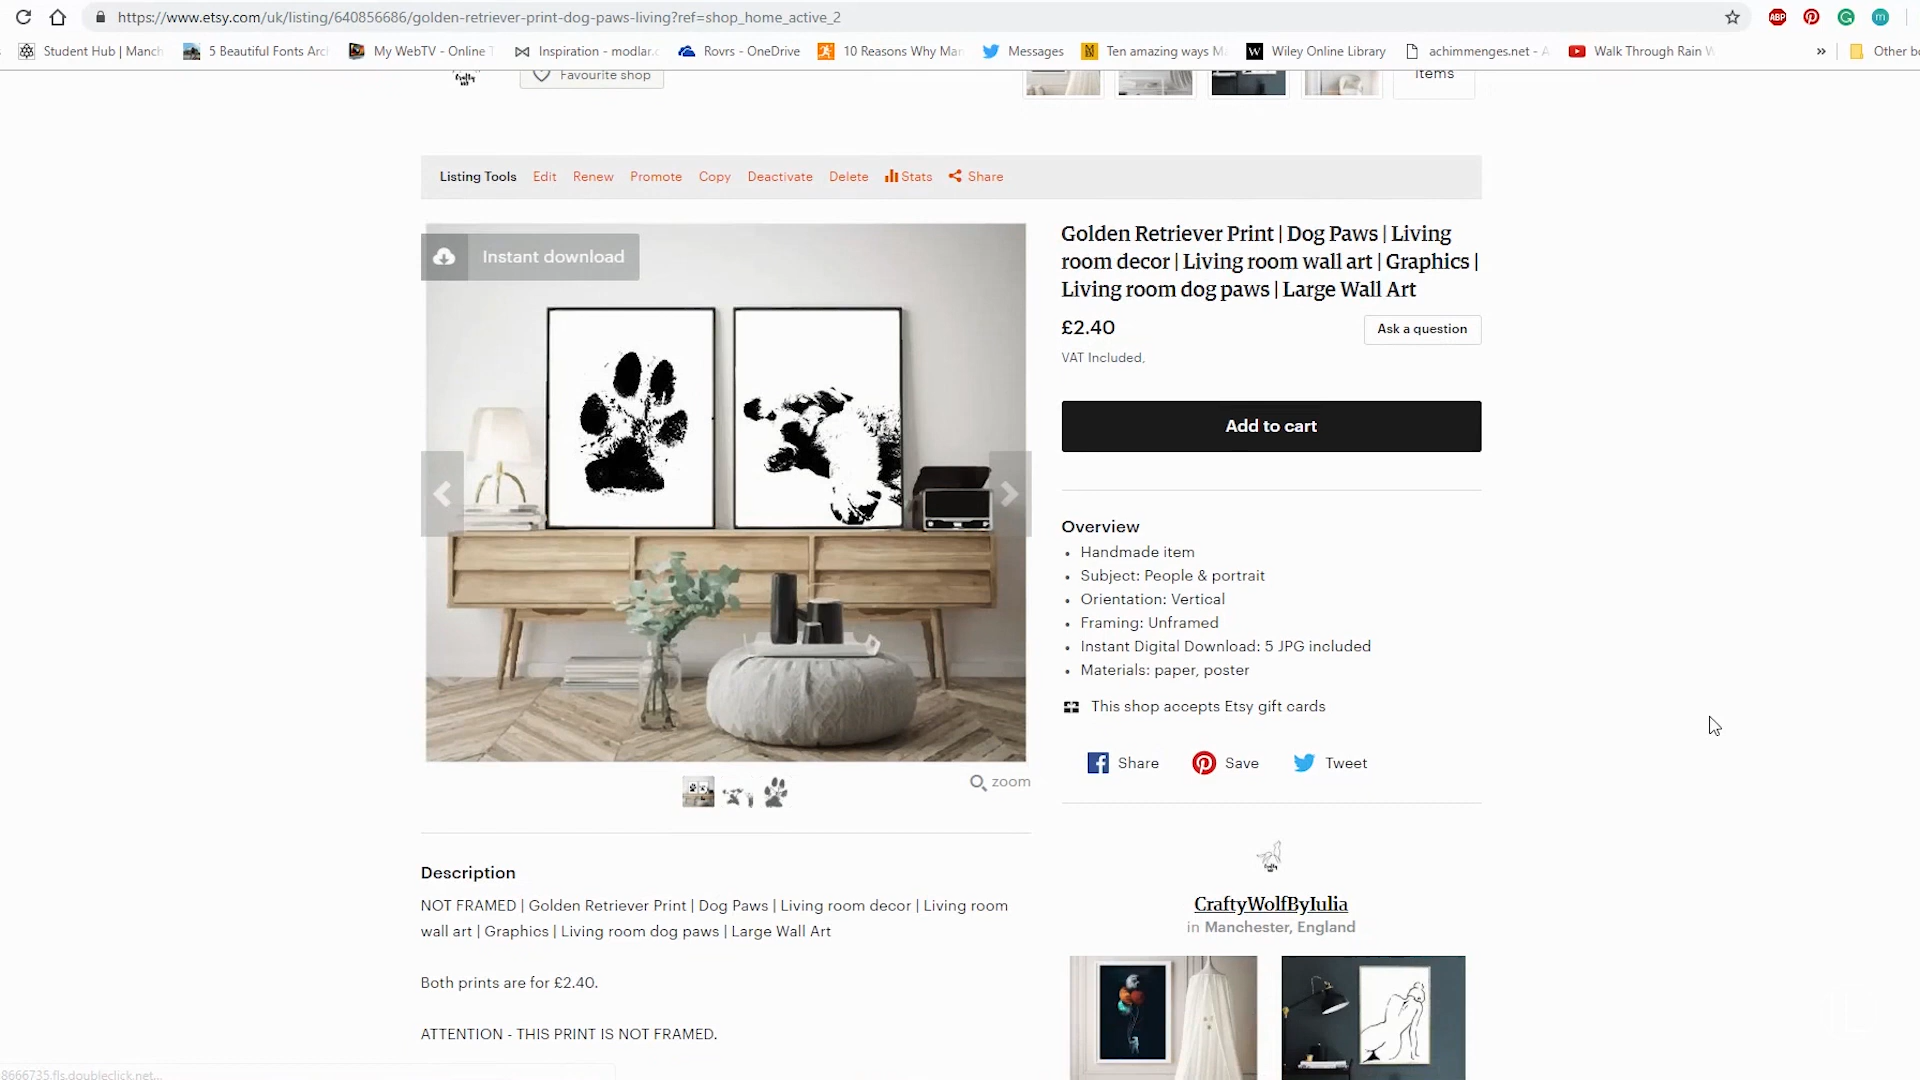 https://www.etsy.com/uk/listing/640856686/golden-retriever-print-dog-paws-living?ref=shop_home_active_2
ABP
Student Hub | Manch
5 Beautiful Fonts Arc
My WebTV - Online T
Inspiration - modlar.c
Rovrs - OneDrive
10 Reasons Why Man
Messages
Ten amazing ways M
Wiley Online Library
achimmenges.net - A
Walk Through Rain W
»
Other bo
Favourite shop
items
Listing Tools Edit Renew Promote Copy Deactivate Delete Stats Share
Instant download
Golden Retriever Print | Dog Paws | Living
room decor | Living room wall art | Graphics |
Living room dog paws | Large Wall Art
£2.40
Ask a question
VAT Included,
Add to cart
Overview
• Handmade item
• Subject: People & portrait
• Orientation: Vertical
• Framing: Unframed
• Instant Digital Download: 5 JPG included
• Materials: paper, poster
This shop accepts Etsy gift cards
Share Save Tweet
zoom
CraftyWolfByIulia
in Manchester, England
Description
NOT FRAMED | Golden Retriever Print | Dog Paws | Living room decor | Living room
wall art | Graphics | Living room dog paws | Large Wall Art
Both prints are for £2.40.
ATTENTION - THIS PRINT IS NOT FRAMED.
8666735.fls.doubleclick.net...